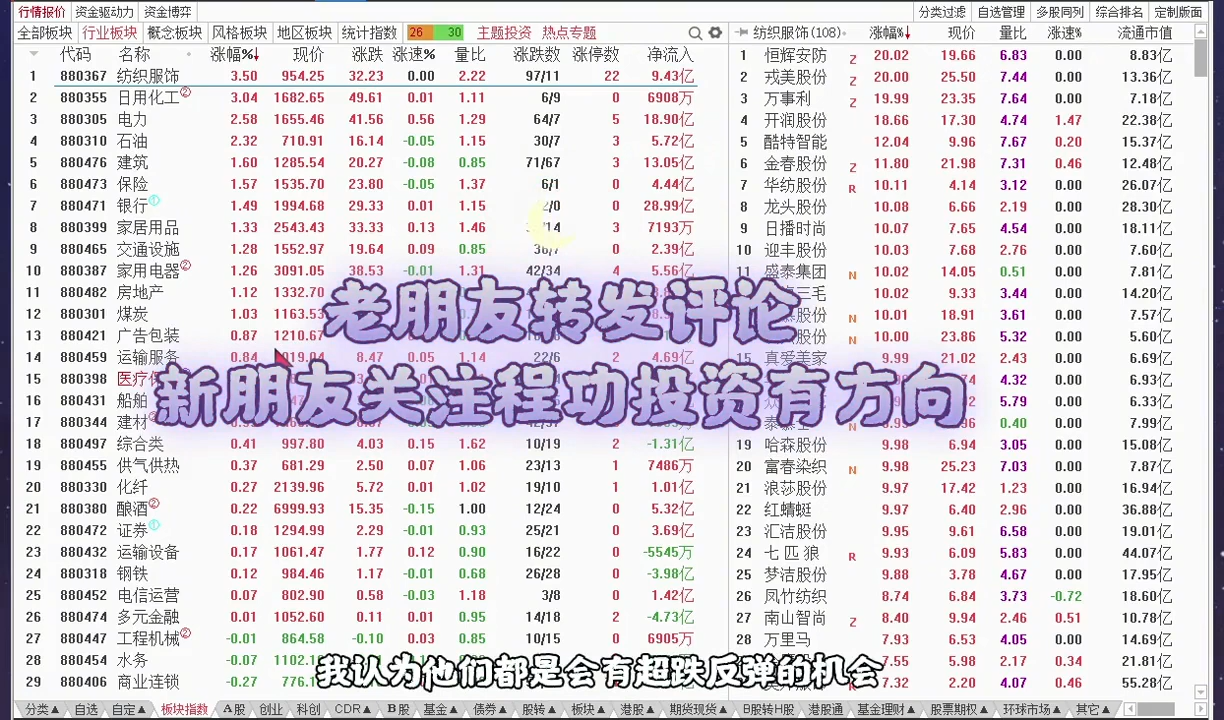 行情报价 资金驱动力 资金博弈 分类过滤 自选管理 多股同列 综合排名 定制版面
全部板块 行业板块 概念板块 风格板块 地区板块 统计指数 26 30 主题投资 热点专题
代码 名称 涨幅%↓ 现价 涨跌 涨速% 量比 涨跌数 涨停数 净流入
1 880367 纺织服饰 3.50 954.25 32.23 0.00 2.22 97/11 22 9.43亿
2 880355 日用化工② 3.04 1682.65 49.61 0.01 1.11 6/9 0 6908万
3 880305 电力 2.58 1655.46 41.56 0.56 1.29 64/7 5 18.90亿
4 880310 石油 2.32 710.91 16.14 -0.05 1.15 30/7 3 5.72亿
5 880476 建筑 1.60 1285.54 20.27 -0.08 0.85 71/67 3 13.05亿
6 880473 保险 1.57 1535.70 23.80 -0.05 1.37 6/1 0 4.44亿
7 880471 银行① 1.49 1994.68 29.33 0.01 1.15 /0 0 28.99亿
8 880399 家居用品 1.33 2543.43 33.33 0.13 1.46 /14 3 7193万
9 880465 交通设施 1.28 1552.97 19.64 0.09 0.85 0 2.39亿
10 880387 家用电器② 1.26 3091.05 38.53 -0.01 1.31 42/34 4 5.56亿
11 880482 房地产 1.12 1332.70
12 880301 煤炭 1.03 1163.53
13 880421 广告包装 0.87 1210.67
14 880459 运输服务 0.84 8.47 0.05 1.14 22/6 2 4.69亿
15 880398 医疗保
16 880431 船舶
17 880344 建材②
18 880497 综合类 0.41 997.80 4.03 0.15 1.62 10/19 2 -1.31亿
19 880455 供气供热 0.37 681.29 2.50 0.07 1.06 23/13 1 7486万
20 880330 化纤 0.27 2139.96 5.72 0.01 1.02 19/10 1 1.01亿
21 880380 酿酒② 0.22 6999.93 15.35 -0.15 1.00 12/24 0 5.32亿
22 880472 证券① 0.18 1294.99 2.29 -0.01 0.93 25/21 0 3.69亿
23 880432 运输设备 0.17 1061.47 1.77 0.12 0.90 16/22 0 -5545万
24 880318 钢铁 0.12 984.46 1.17 -0.01 0.68 26/28 0 -3.98亿
25 880452 电信运营 0.07 802.90 0.58 -0.03 1.18 3/8 0 1.42亿
26 880674 多元金融 0.01 1052.60 0.11 0.01 0.95 14/18 2 -4.73亿
27 880447 工程机械② -0.01 864.58 -0.10 0.03 0.85 10/15 0 6905万
28 880454 水务 -0.07 1102.1
29 880406 商业连锁 -0.27 776.1
纺织服饰(108) 涨幅%↓ 现价 量比 涨速% 流通市值
1 恒辉安防 Z 20.02 19.66 6.83 0.00 8.83亿
2 戎美股份 Z 20.00 25.50 7.44 0.00 13.36亿
3 万事利 Z 19.99 23.35 7.64 0.00 7.18亿
4 开润股份 18.66 17.30 4.74 1.47 22.38亿
5 酷特智能 12.04 9.96 7.67 0.20 15.37亿
6 金春股份 Z 11.80 21.98 7.31 0.46 12.48亿
7 华纺股份 R 10.11 4.14 3.12 0.00 26.07亿
8 龙头股份 10.08 6.66 2.19 0.00 28.30亿
9 日播时尚 10.07 7.65 4.54 0.00 18.11亿
10 迎丰股份 10.03 7.68 2.76 0.00 7.60亿
11 盛泰集团 N 10.02 14.05 0.51 0.00 7.81亿
三毛 10.02 9.33 3.44 0.00 14.20亿
股份 N 10.01 18.91 3.61 0.00 7.57亿
股份 N 10.00 23.86 5.32 0.00 5.60亿
15 真爱美家 9.99 21.02 2.43 0.00 6.69亿
4.32 0.00 6.93亿
5.79 0.00 6.33亿
0.40 0.00 7.99亿
19 哈森股份 9.98 6.94 3.05 0.00 15.08亿
20 富春染织 N 9.98 25.23 7.03 0.00 7.87亿
21 浪莎股份 9.97 17.42 1.23 0.00 16.94亿
22 红蜻蜓 9.97 6.40 2.96 0.00 36.88亿
23 汇洁股份 9.95 9.61 6.58 0.00 19.01亿
24 七匹狼 R 9.93 6.09 5.83 0.00 44.07亿
25 梦洁股份 9.88 3.78 4.67 0.00 17.95亿
26 凤竹纺织 8.74 6.84 3.73 -0.72 18.60亿
27 南山智尚 Z 8.40 9.94 2.46 0.51 10.78亿
28 万里马 7.93 6.53 4.05 0.00 14.69亿
7.55 5.98 2.17 0.34 21.81亿
7.32 2.20 4.07 0.46 55.28亿
老朋友转发评论
新朋友关注程功投资有方向
我认为他们都是会有超跌反弹的机会
分类▲ 自选 自定▲ 板块指数 A股 创业 科创 CDR▲ B股 基金▲ 债券▲ 股转▲ 板块▲ 港股▲ 期货现货▲ B股转H股 港股通 基金理财▲ 股票期权▲ 环球市场▲ 其它▲